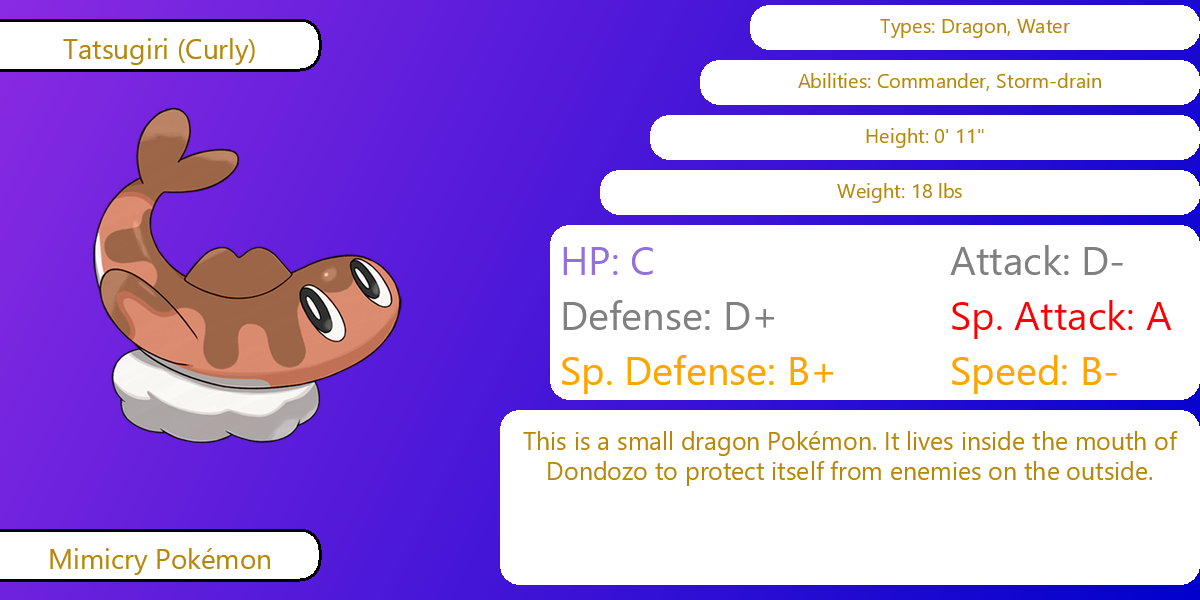 Tatsugiri (Curly)
Types: Dragon, Water
Abilities: Commander, Storm-drain
Height: 0' 11"
Weight: 18 lbs
HP: C
Attack: D-
Defense: D+
Sp. Attack: A
Sp. Defense: B+
Speed: B-
This is a small dragon Pokémon. It lives inside the mouth of
Dondozo to protect itself from enemies on the outside.
Mimicry Pokémon